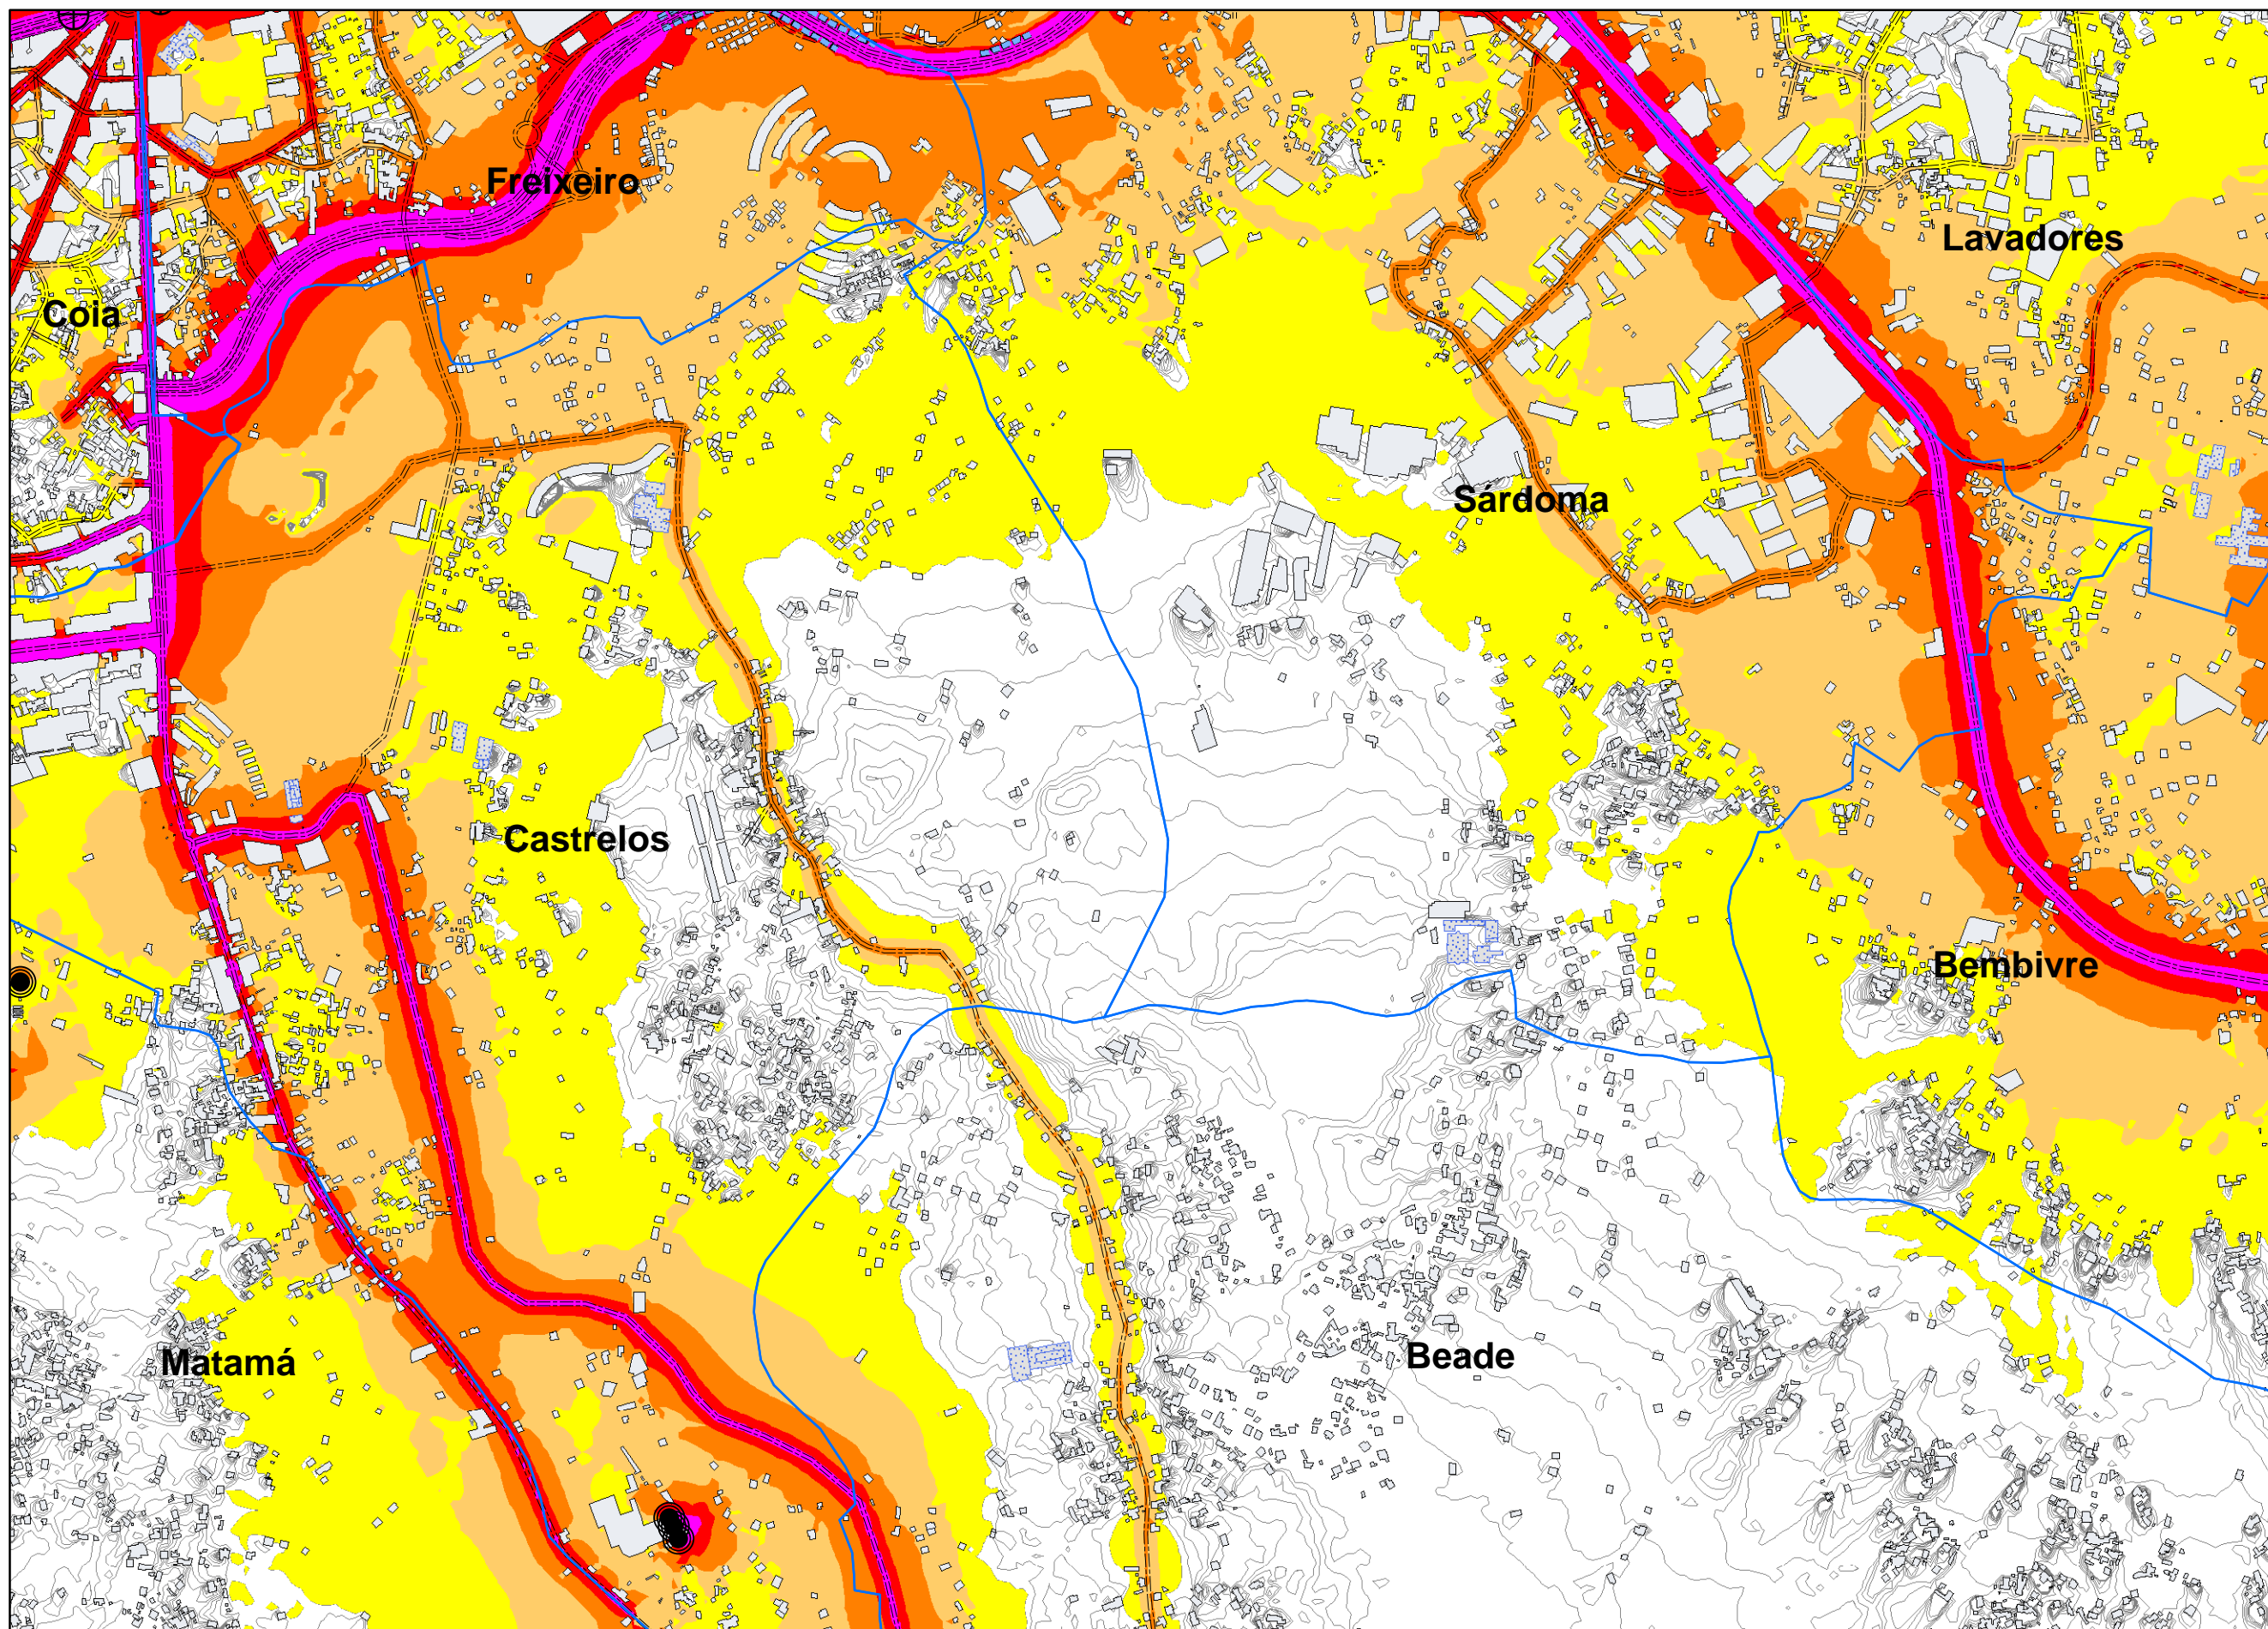 Freixeiro
Lavadores
Coia
Sárdoma
Castrelos
Bembivre
Matamá
Beade